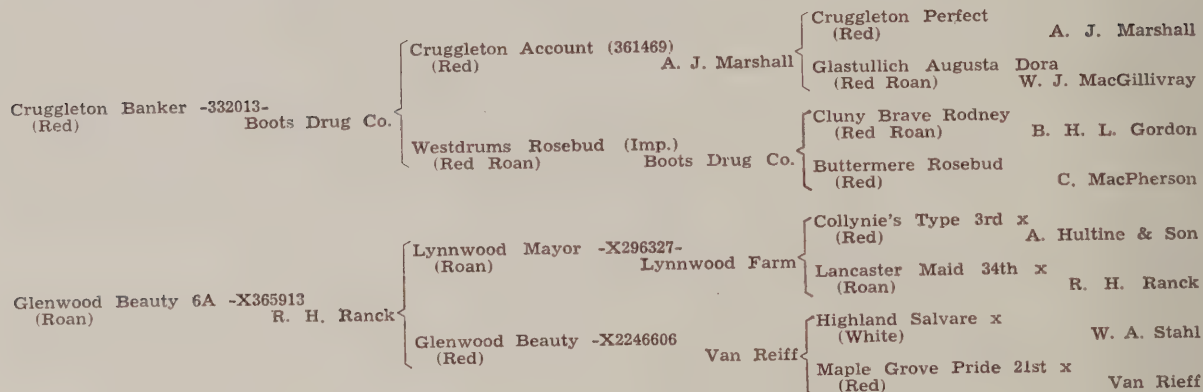 Cruggleton Banker -332013-
(Red) Boots Drug Co.
Cruggleton Account (361469)
(Red) A. J. Marshall
Cruggleton Perfect
(Red) A. J. Marshall
Glastullich Augusta Dora
(Red Roan) W. J. MacGillivray
Westdrums Rosebud (Imp.)
(Red Roan) Boots Drug Co.
Cluny Brave Rodney
(Red Roan) B. H. L. Gordon
Buttermere Rosebud
(Red) C. MacPherson
Glenwood Beauty 6A -X365913
(Roan) R. H. Ranck
Lynnwood Mayor -X296327-
(Roan) Lynnwood Farm
Collynie's Type 3rd x
(Red) A. Hultine & Son
Lancaster Maid 34th x
(Roan) R. H. Ranck
Glenwood Beauty -X2246606
(Red) Van Reiff
Highland Salvare x
(White) W. A. Stahl
Maple Grove Pride 21st x
(Red) Van Rieff